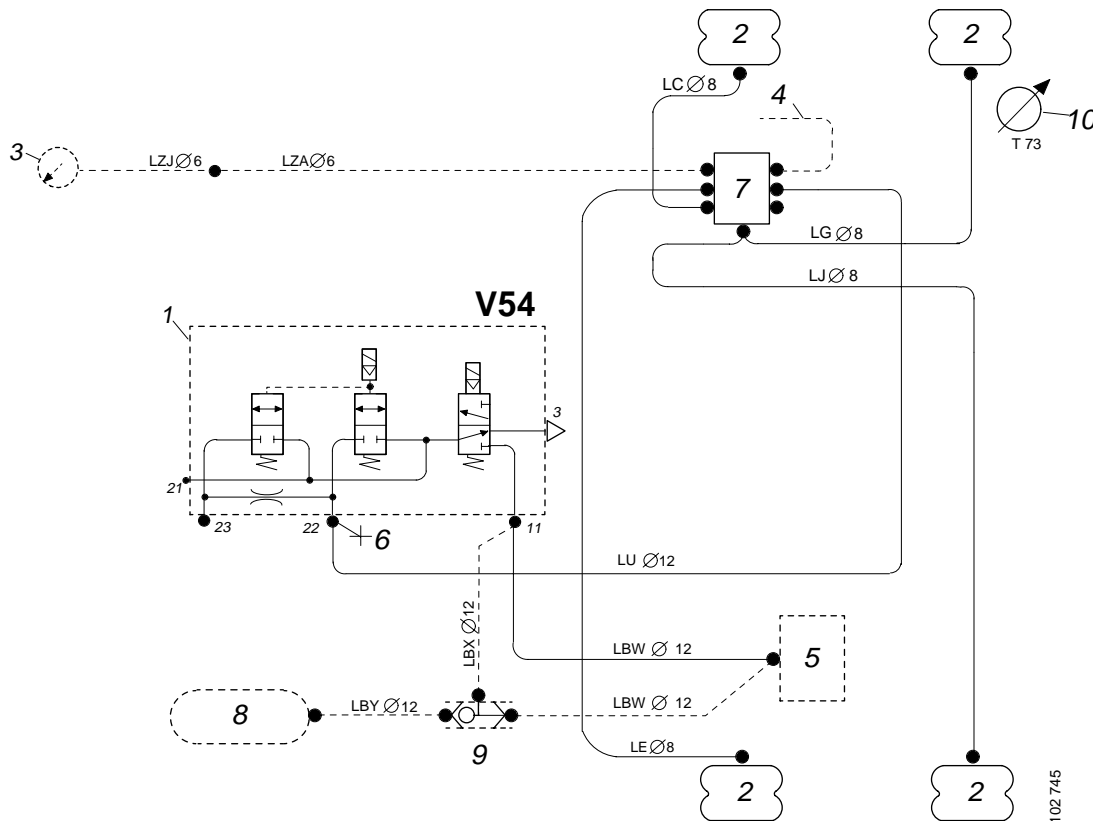 2
2
LC Ø 8
4
10
T 73
3
LZJ Ø 6
LZA Ø 6
7
LG Ø 8
LJ Ø 8
V54
1
3
21
23
22
6
11
LU Ø 12
LBX Ø 12
LBW Ø 12
5
8
LBY Ø 12
LBW Ø 12
9
LE Ø 8
2
2
102 745